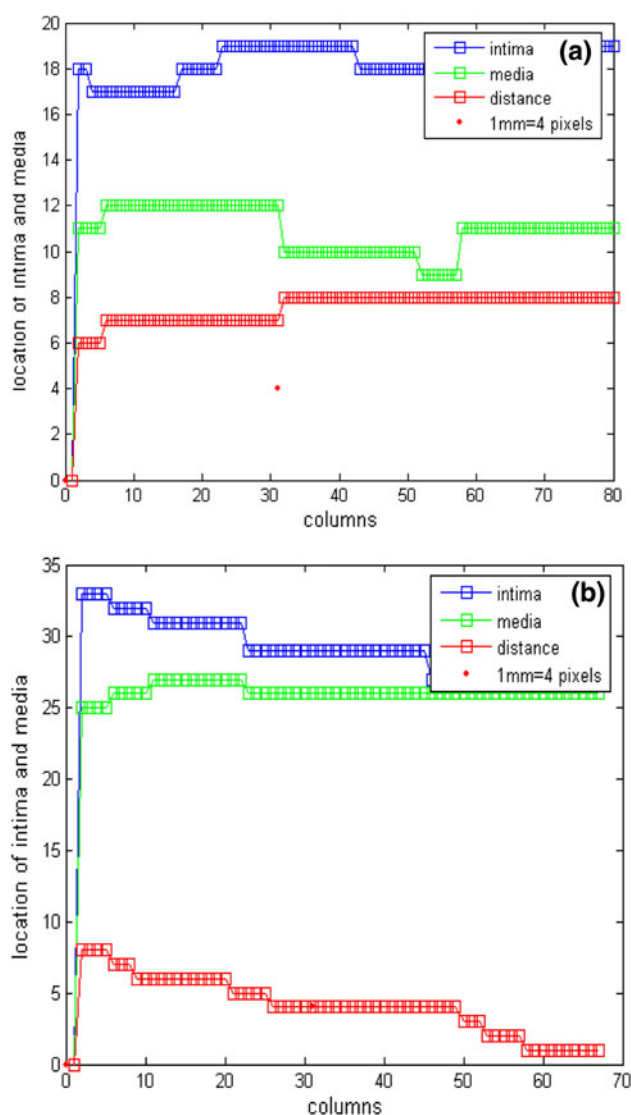 20
18
16
14
12
10
8
6
4
2
0
location of intima and media
intima
media
distance
1mm=4 pixels
(a)
0 10 20 30 40 50 60 70 80
columns
35
30
25
20
15
10
5
0
location of intima and media
intima
media
distance
1mm=4 pixels
(b)
0 10 20 30 40 50 60 70
columns